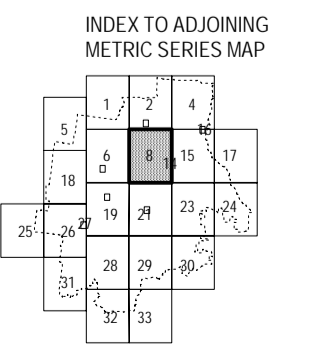 INDEX TO ADJOINING
METRIC SERIES MAP
1 2 4
5
16
6 8 14 15 17
18
19 21 23 24
25 26 27
28 29 30
31
32 33